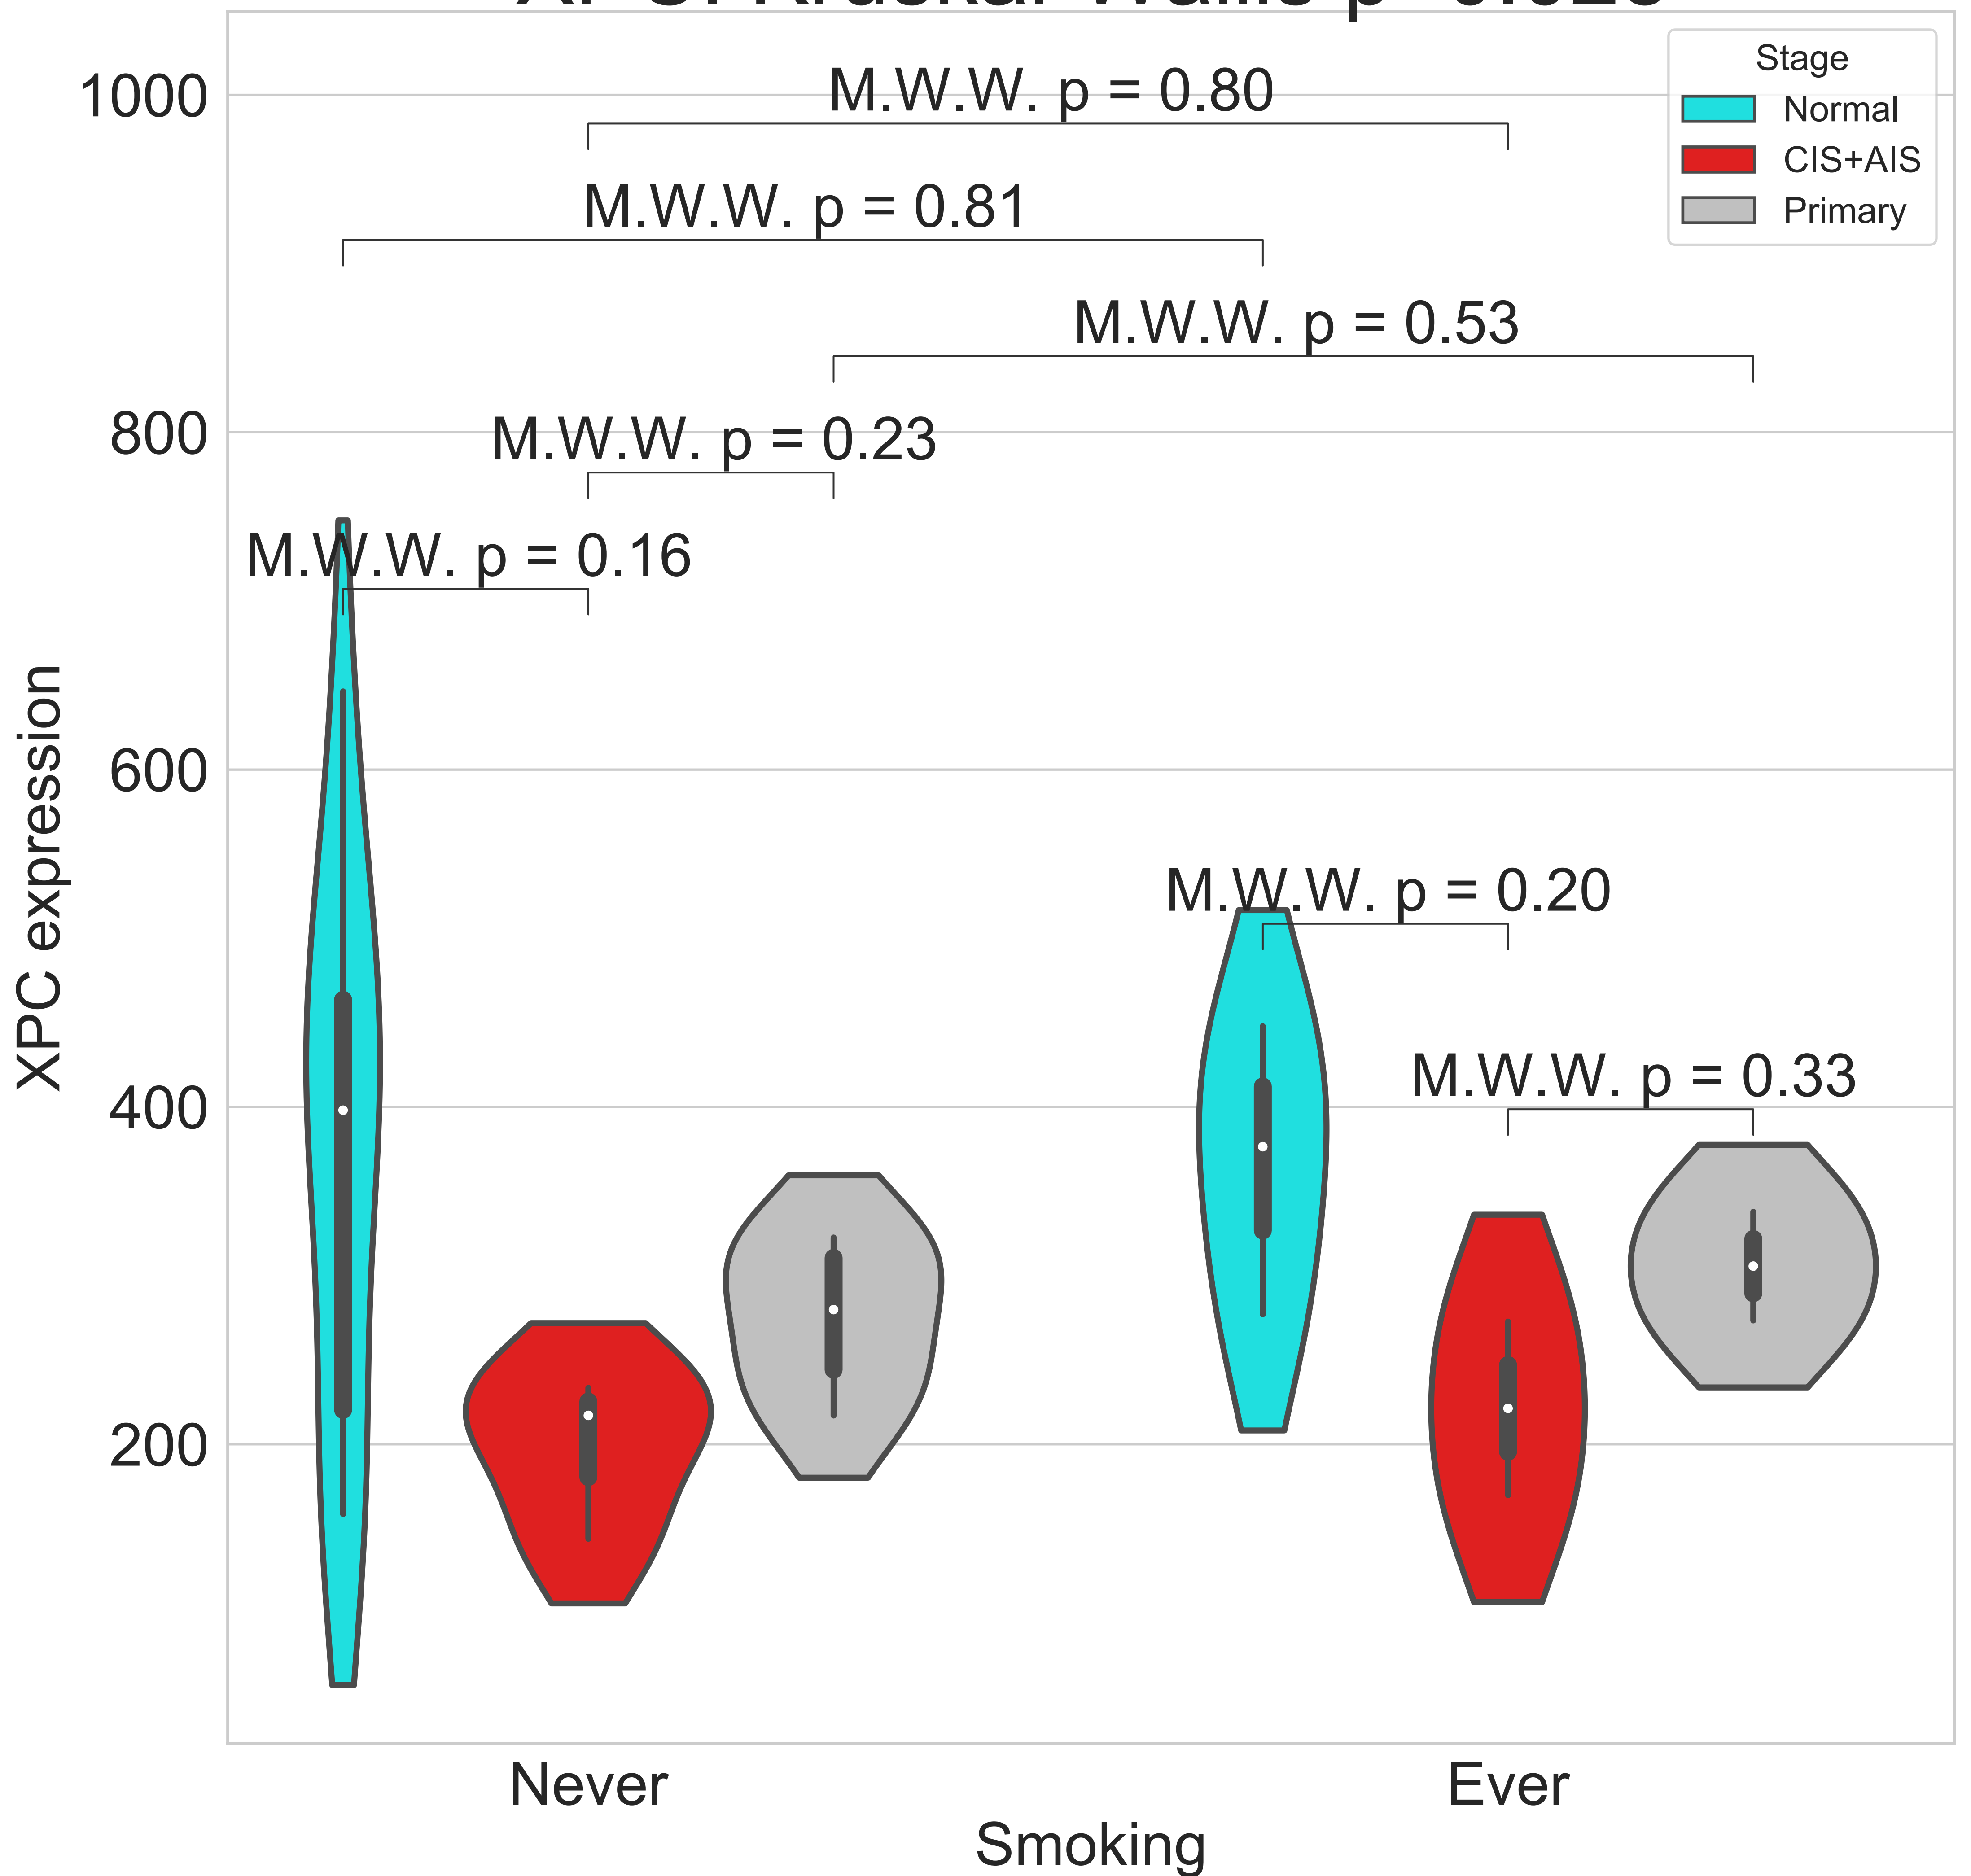 Stage
Normal
CIS+AIS
Primary
M.W.W. p = 0.80
M.W.W. p = 0.81
M.W.W. p = 0.53
M.W.W. p = 0.23
M.W.W. p = 0.16
M.W.W. p = 0.20
M.W.W. p = 0.33
1000
800
600
400
200
XPC expression
Never
Ever
Smoking